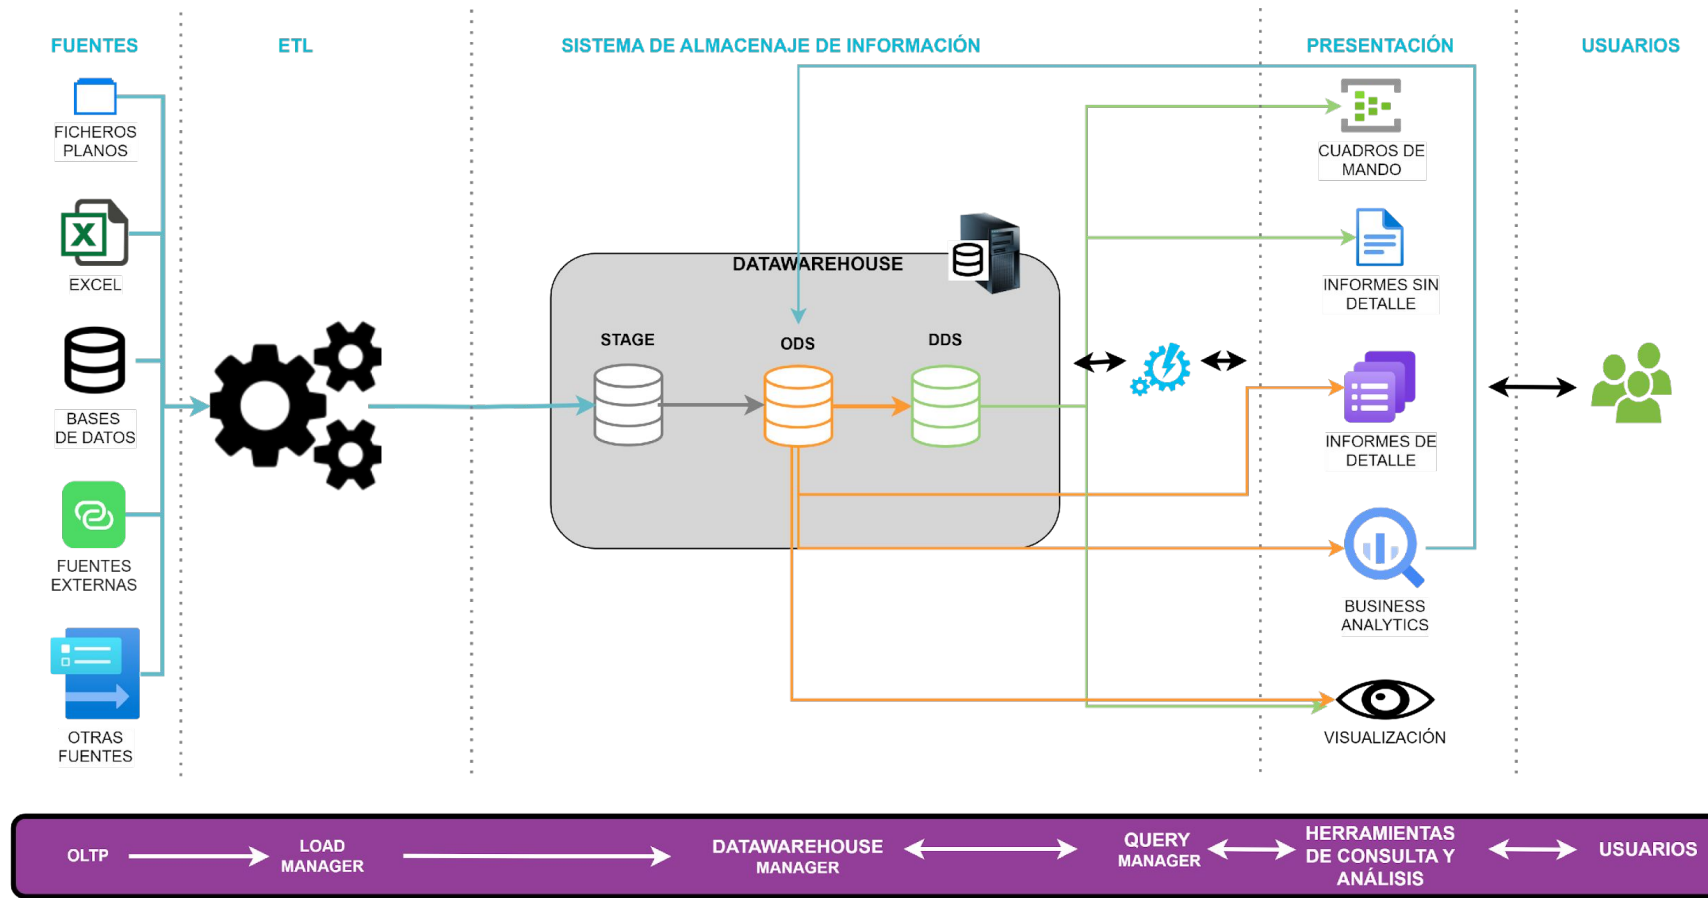 FUENTES
ETL
SISTEMA DE ALMACENAJE DE INFORMACIÓN
PRESENTACIÓN
USUARIOS
FICHEROS
PLANOS
EXCEL
BASES
DE DATOS
FUENTES
EXTERNAS
OTRAS
FUENTES
DATAWAREHOUSE
STAGE
ODS
DDS
CUADROS DE
MANDO
INFORMES SIN
DETALLE
INFORMES DE
DETALLE
BUSINESS
ANALYTICS
VISUALIZACIÓN
OLTP
LOAD
MANAGER
DATAWAREHOUSE
MANAGER
QUERY
MANAGER
HERRAMIENTAS
DE CONSULTA Y
ANÁLISIS
USUARIOS